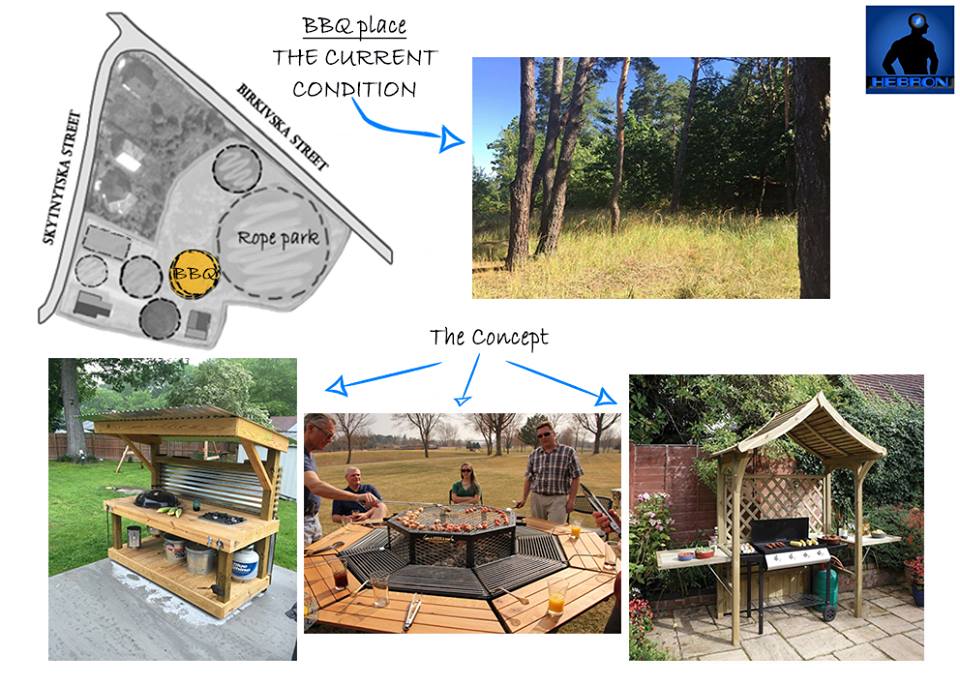 BBQ place
THE CURRENT
CONDITION
HEBRON
BIRKIVSKA STREET
SKYTNYTSKA STREET
Rope park
BBQ
The Concept